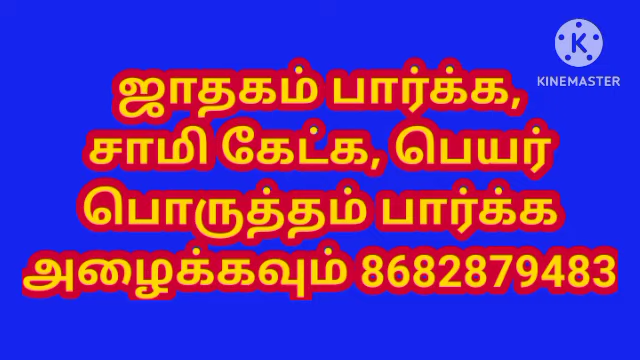 KINEMASTER
ஜாதகம் பார்க்க,
சாமி கேட்க, பெயர்
பொருத்தம் பார்க்க
அழைக்கவும் 8682879483